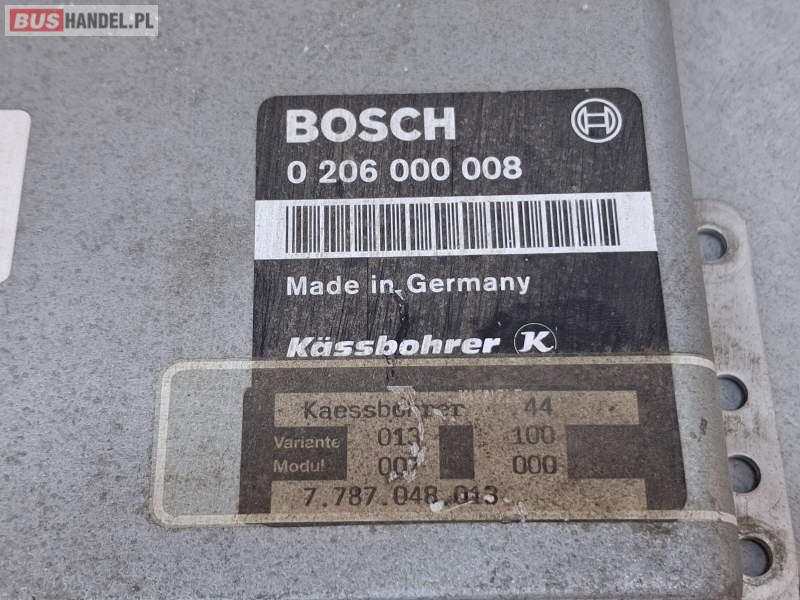 BUSHANDEL.PL
BOSCH
0 206 000 008
Made in Germany
Kässbohrer K
Kaessbohrer 44
Variante 013 100
Modul 000
7.787.048.013